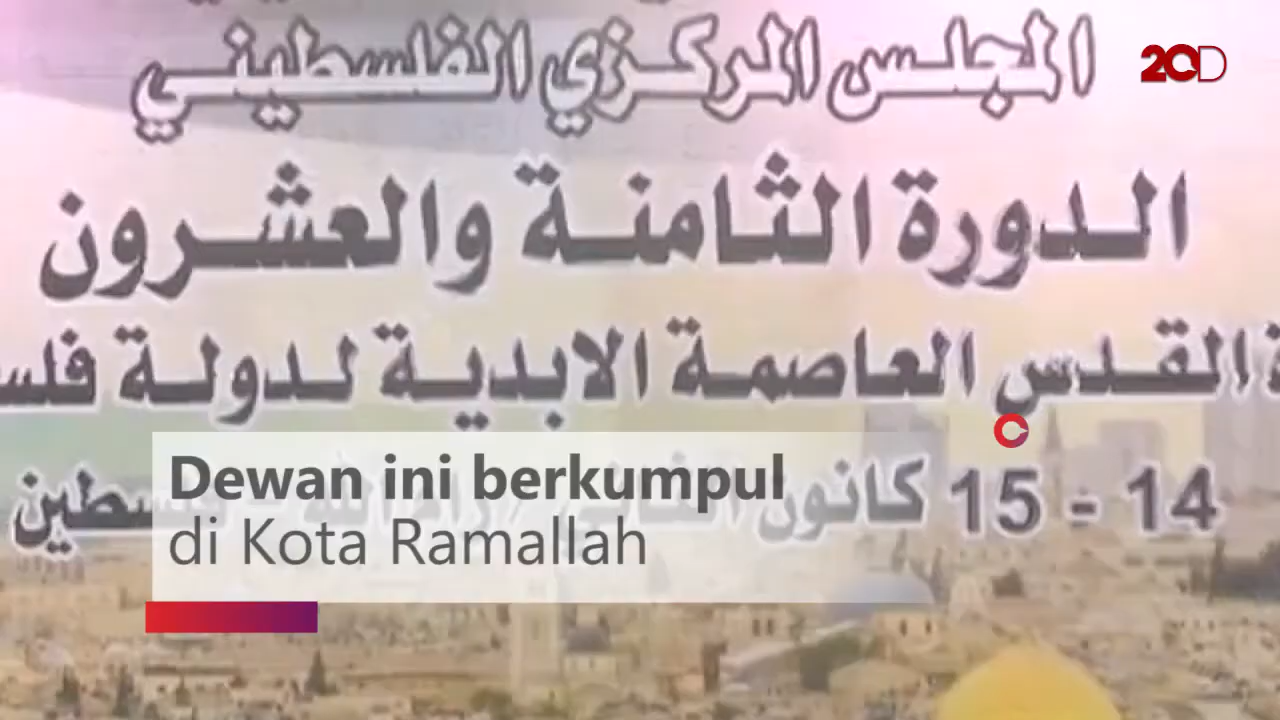 المجلس المركزي الفلسطيني
20D
الدورة الثامنة والعشرون
القدس العاصمة الابدية لدولة
14 - 15 كانون
Dewan ini berkumpul
di Kota Ramallah